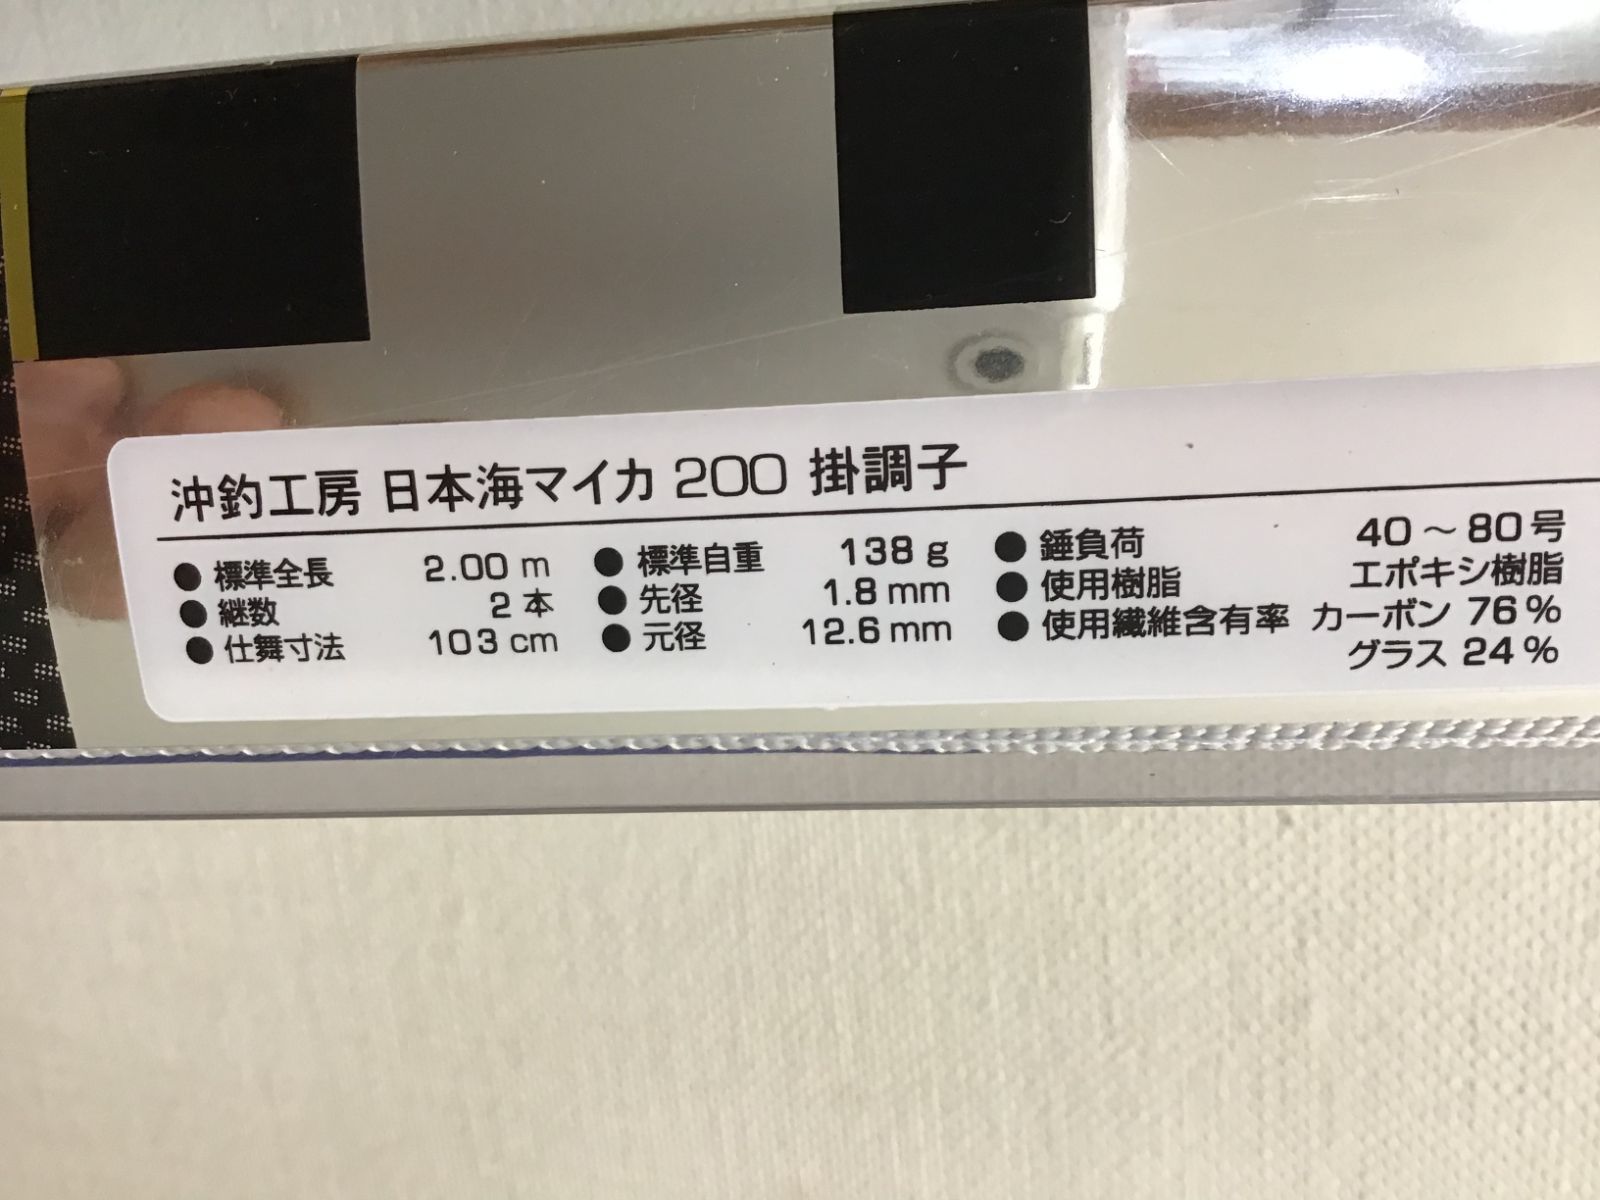 沖釣工房 日本海マイカ 200 掛調子
●標準全長 2.00 m ●標準自重 138 g ●錘負荷 40～80号
●継数 2 本 ●先径 1.8 mm ●使用樹脂 エポキシ樹脂
●仕舞寸法 103 cm ●元径 12.6 mm ●使用繊維含有率 カーボン 76%
グラス 24%